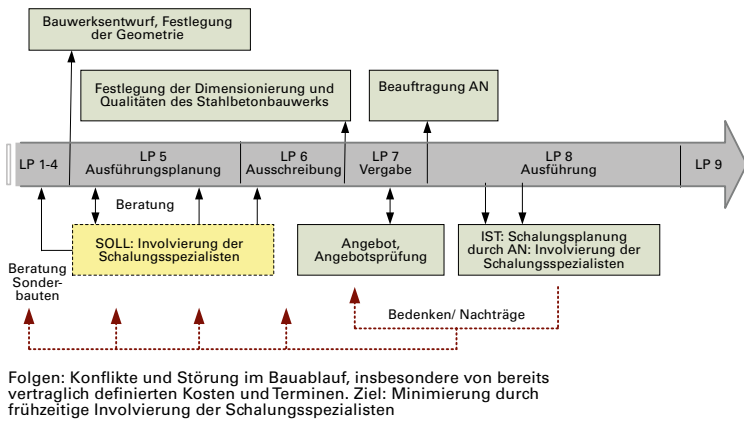 Bauwerksentwurf, Festlegung
der Geometrie
Festlegung der Dimensionierung und
Qualitäten des Stahlbetonbauwerks
Beauftragung AN
LP 1-4
LP 5
Ausführungsplanung
LP 6
Ausschreibung
LP 7
Vergabe
LP 8
Ausführung
LP 9
Beratung
SOLL: Involvierung der
Schalungsspezialisten
Angebot,
Angebotsprüfung
IST: Schalungsplanung
durch AN: Involvierung der
Schalungsspezialisten
Beratung
Sonder-
bauten
Bedenken/ Nachträge
Folgen: Konflikte und Störung im Bauablauf, insbesondere von bereits
vertraglich definierten Kosten und Terminen. Ziel: Minimierung durch
frühzeitige Involvierung der Schalungsspezialisten